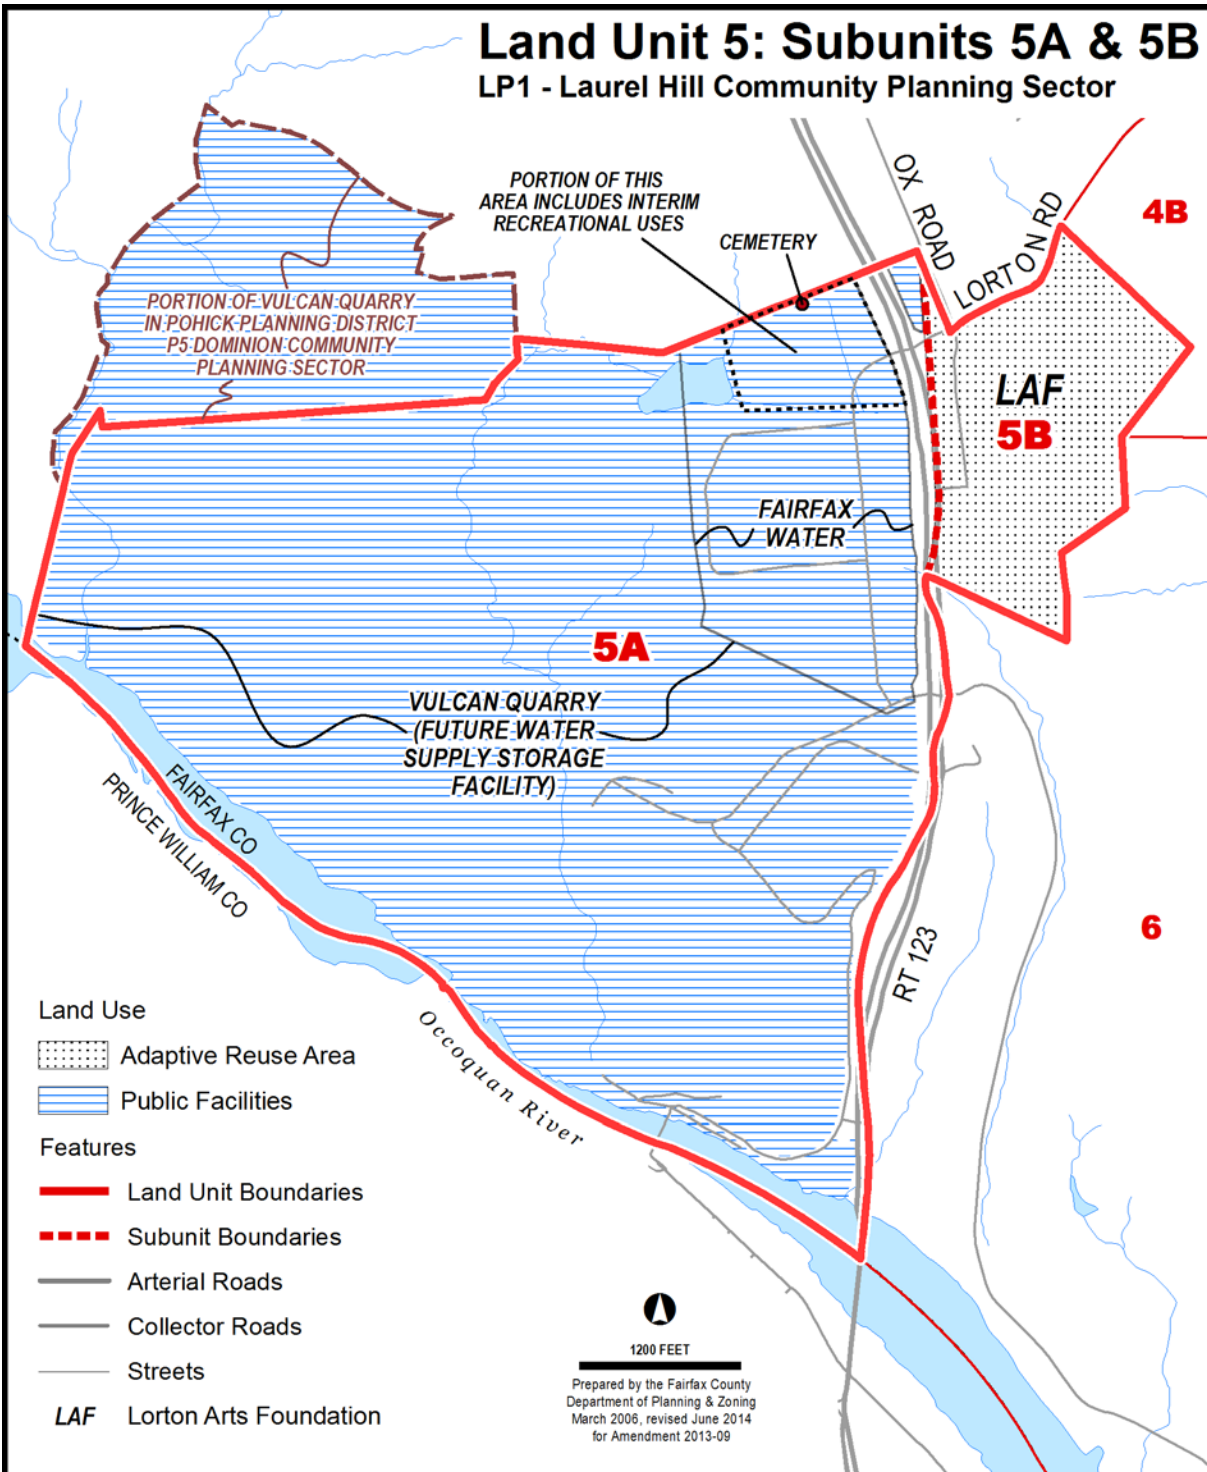 Land Unit 5: Subunits 5A & 5B
LP1 - Laurel Hill Community Planning Sector
PORTION OF THIS
AREA INCLUDES INTERIM
RECREATIONAL USES
CEMETERY
OX ROAD
LORTON RD
4B
PORTION OF VULCAN QUARRY
IN POHICK PLANNING DISTRICT
P5 DOMINION COMMUNITY
PLANNING SECTOR
LAF
5B
FAIRFAX
WATER
5A
VULCAN QUARRY
(FUTURE WATER
SUPPLY STORAGE
FACILITY)
FAIRFAX CO
PRINCE WILLIAM CO
6
RT 123
Occoquan River
Land Use
Adaptive Reuse Area
Public Facilities
Features
Land Unit Boundaries
Subunit Boundaries
Arterial Roads
Collector Roads
Streets
LAF Lorton Arts Foundation
1200 FEET
Prepared by the Fairfax County
Department of Planning & Zoning
March 2006, revised June 2014
for Amendment 2013-09